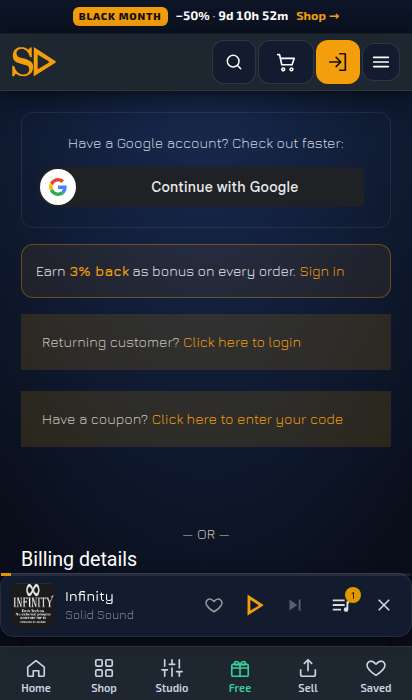 BLACK MONTH −50% · 9d 10h 52m Shop →
S
Have a Google account? Check out faster:
Continue with Google
Earn 3% back as bonus on every order. Sign in
Returning customer? Click here to login
Have a coupon? Click here to enter your code
— OR —
Billing details
INFINITY
Infinity
Solid Sound
1
Home Shop Studio Free Sell Saved